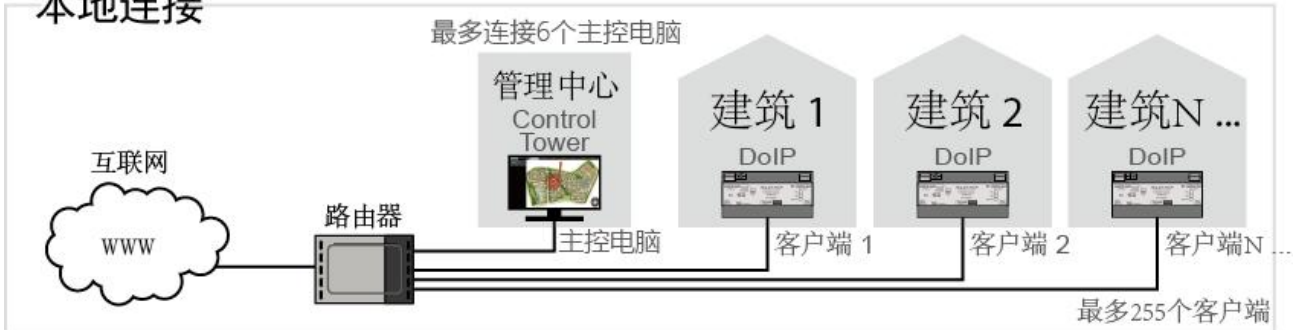 本地连接
最多连接6个主控电脑
管理中心
Control
Tower
建筑 1
DoIP
建筑 2
DoIP
建筑N ...
DoIP
互联网
www
路由器
主控电脑
客户端 1
客户端 2
客户端N ...
最多255个客户端